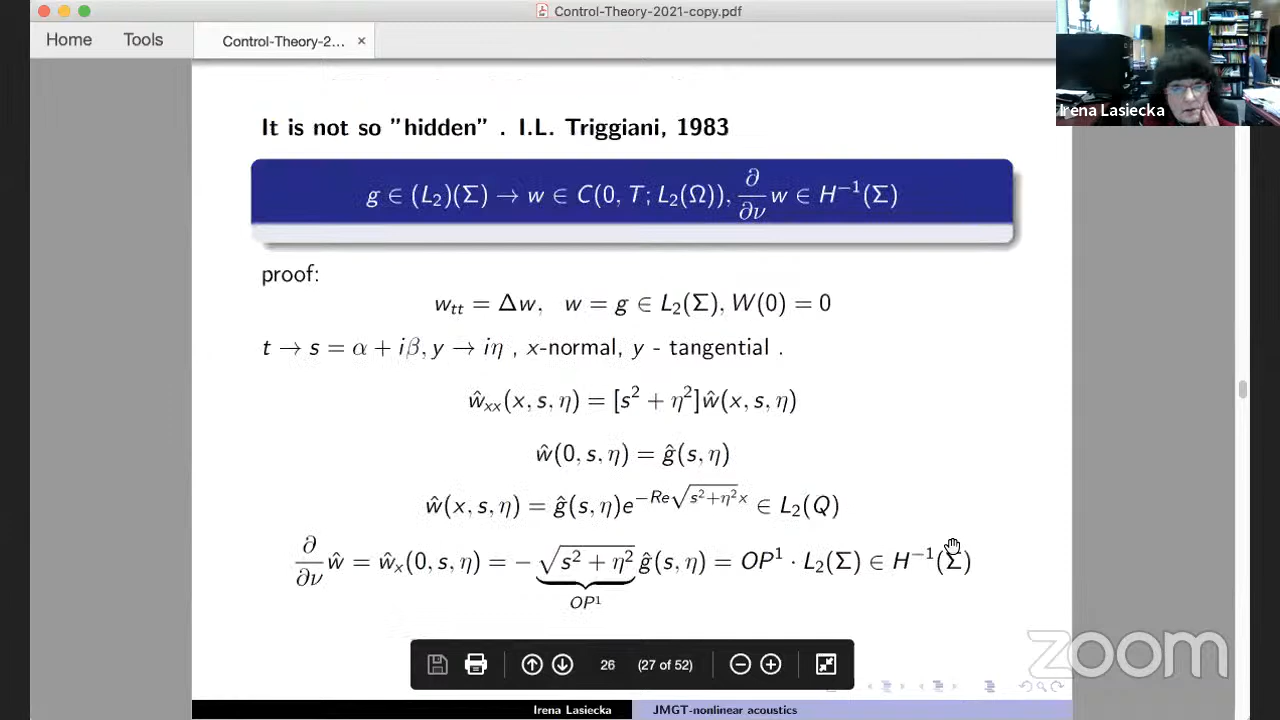 Control-Theory-2021-copy.pdf
Home Tools Control-Theory-2... ×
Irena Lasiecka
It is not so "hidden" . I.L. Triggiani, 1983
g ∈ (L₂)(Σ) → w ∈ C(0, T; L₂(Ω)), ∂/∂ν w ∈ H⁻¹(Σ)
proof:
w_tt = Δw, w = g ∈ L₂(Σ), W(0) = 0
t → s = α + iβ, y → iη , x-normal, y - tangential .
ŵ_xx(x, s, η) = [s² + η²]ŵ(x, s, η)
ŵ(0, s, η) = ĝ(s, η)
ŵ(x, s, η) = ĝ(s, η)e^{−Re√(s²+η²)x} ∈ L₂(Q)
∂/∂ν ŵ = ŵ_x(0, s, η) = − √(s² + η²) ĝ(s, η) = OP¹ · L₂(Σ) ∈ H⁻¹(Σ)
OP¹
26 (27 of 52)
zoom
Irena Lasiecka JMGT-nonlinear acoustics